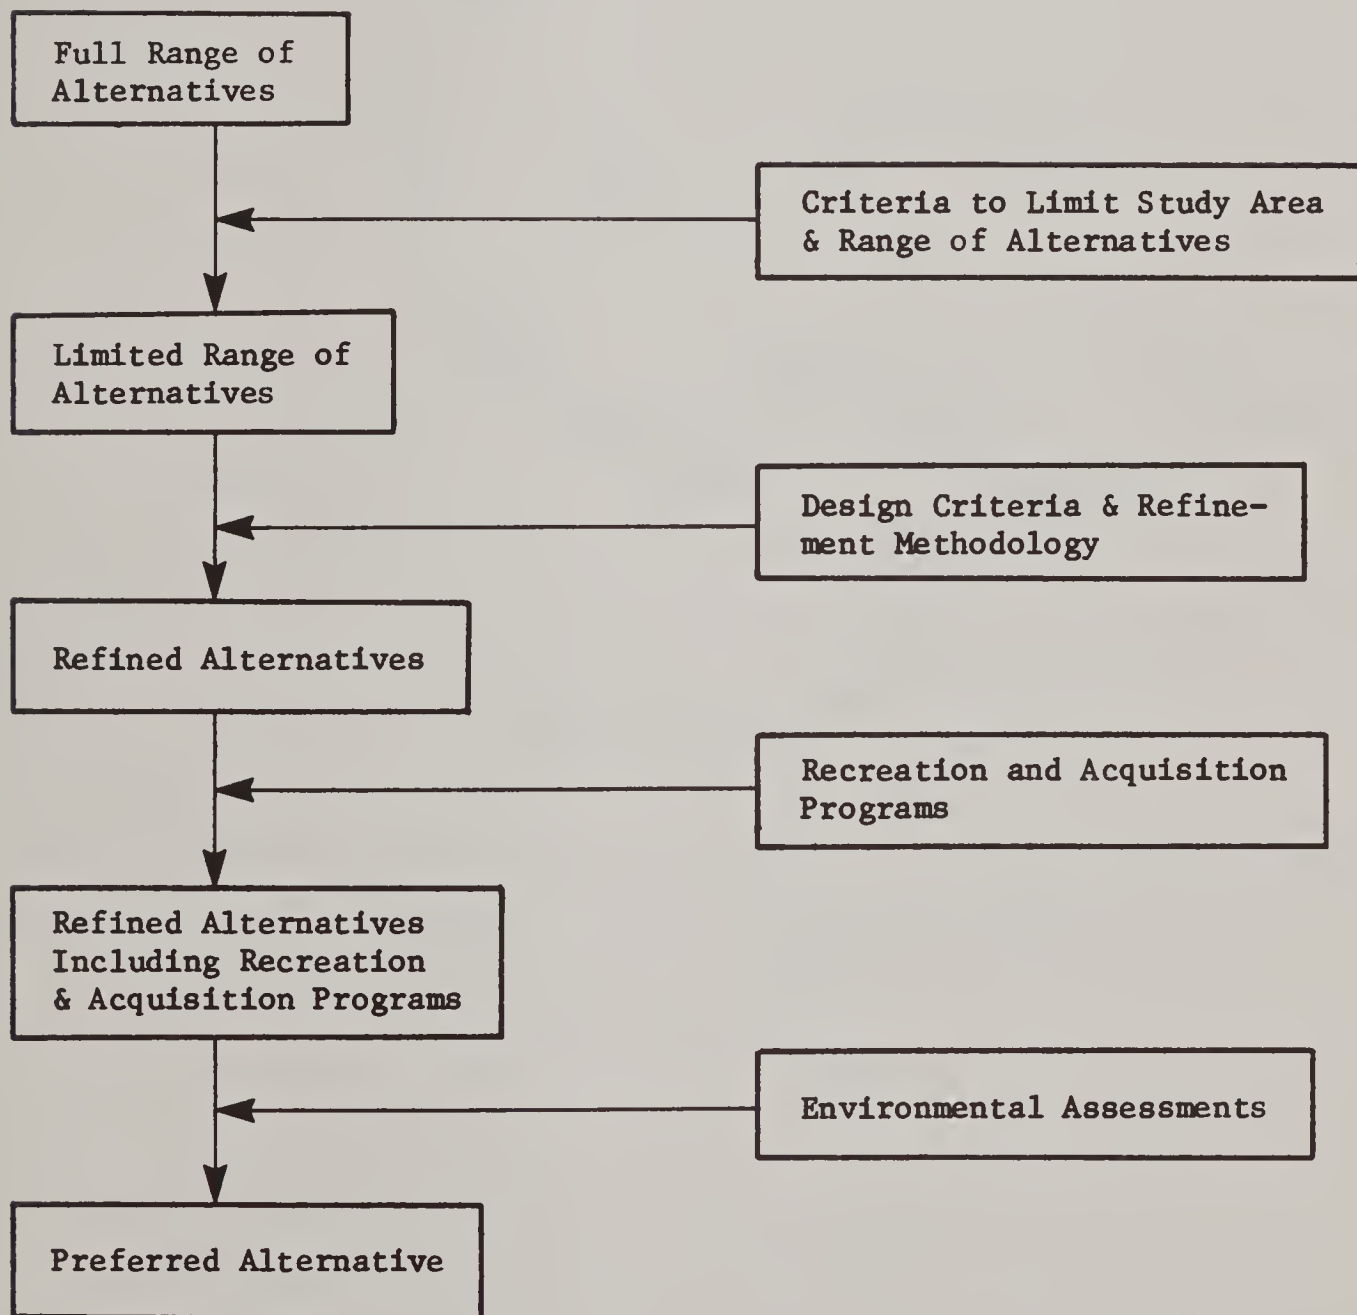 Full Range of
Alternatives
Criteria to Limit Study Area
& Range of Alternatives
Limited Range of
Alternatives
Design Criteria & Refine-
ment Methodology
Refined Alternatives
Recreation and Acquisition
Programs
Refined Alternatives
Including Recreation
& Acquisition Programs
Environmental Assessments
Preferred Alternative